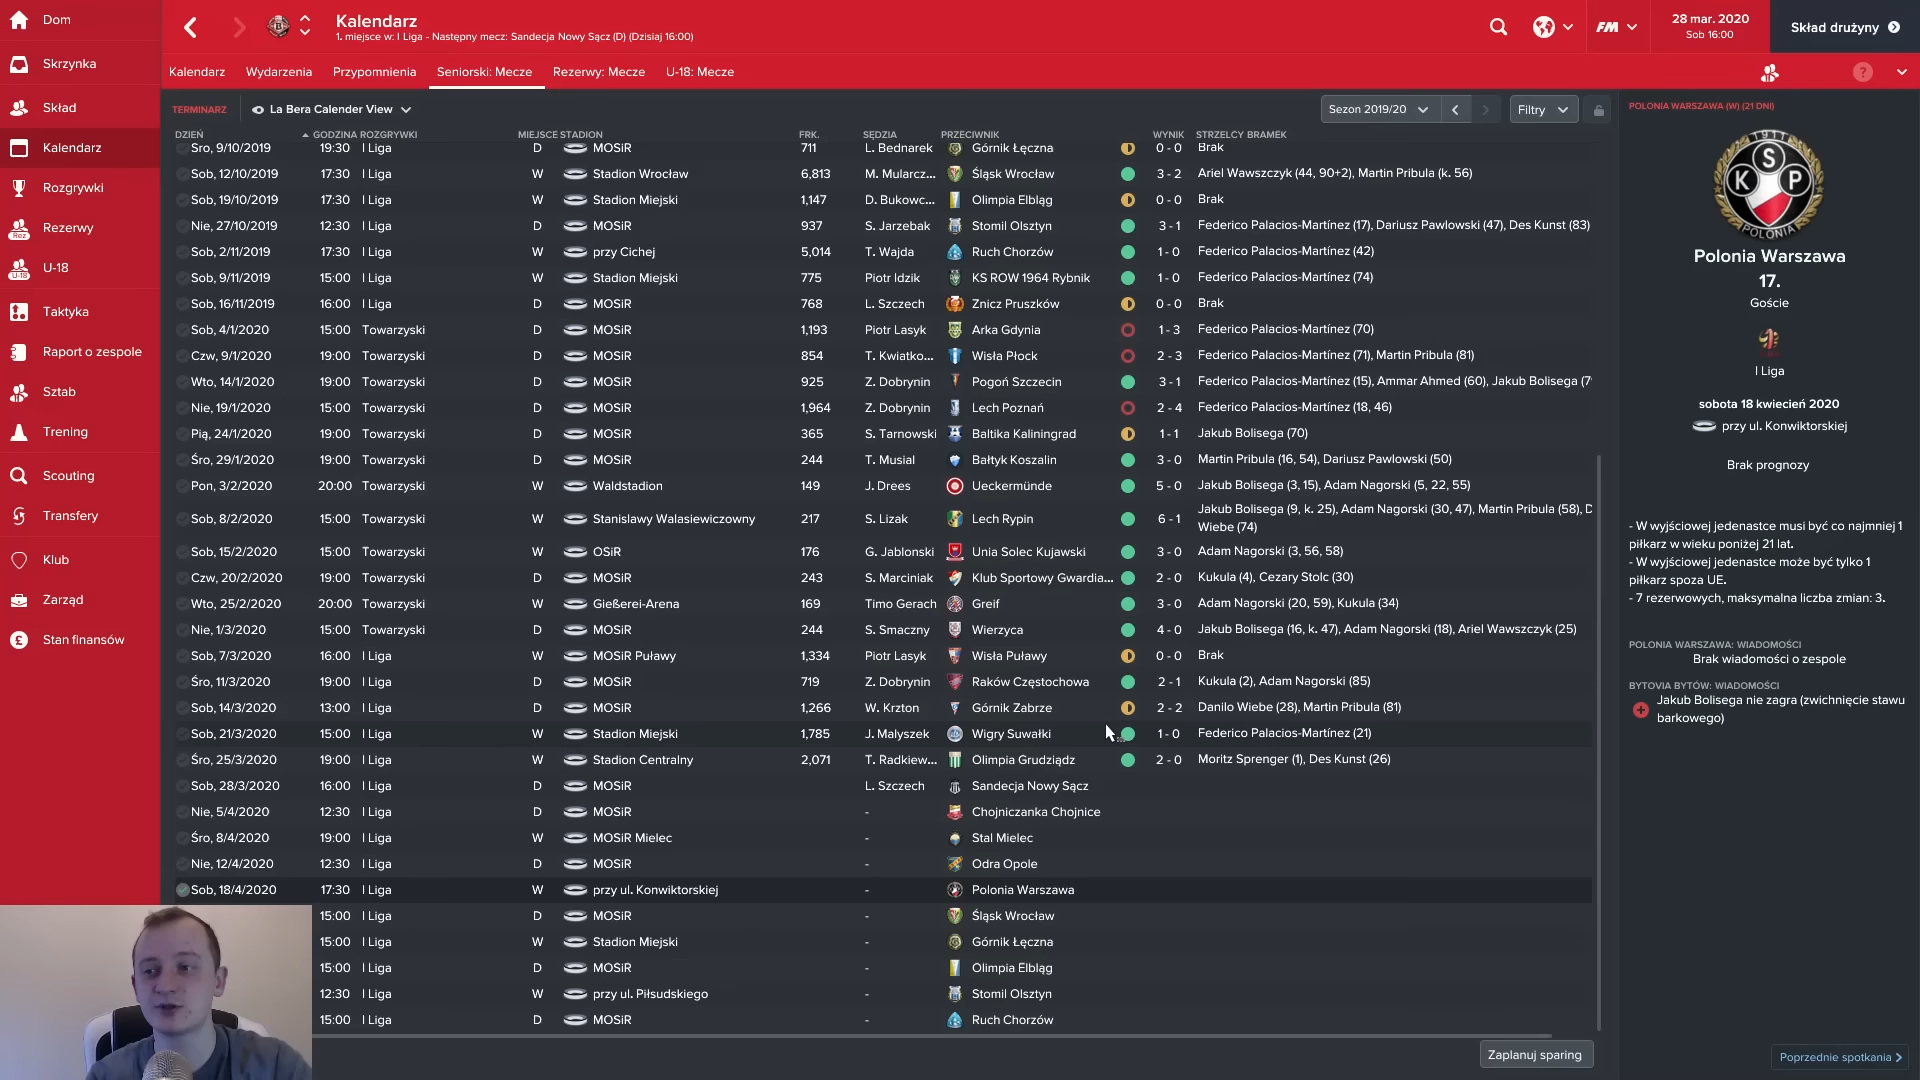 Dom
Skrzynka
Skład
Kalendarz
Rozgrywki
Rezerwy
U-18
Taktyka
Raport o zespole
Sztab
Trening
Scouting
Transfery
Klub
Zarząd
Stan finansów
Kalendarz
1. miejsce w: I Liga - Następny mecz: Sandecja Nowy Sącz (D) (Dzisiaj 16:00)
FM
28 mar. 2020
Sob 16:00
Skład drużyny
Kalendarz Wydarzenia Przypomnienia Seniorski: Mecze Rezerwy: Mecze U-18: Mecze
TERMINARZ La Bera Calender View Sezon 2019/20 Filtry
DZIEŃ GODZINA ROZGRYWKI MIEJSCE STADION FRK. SĘDZIA PRZECIWNIK WYNIK STRZELCY BRAMEK
Śro, 9/10/2019 19:30 I Liga D MOSiR 711 L. Bednarek Górnik Łęczna 0 - 0 Brak
Sob, 12/10/2019 17:30 I Liga W Stadion Wrocław 6,813 M. Mularcz... Śląsk Wrocław 3 - 2 Ariel Wawszczyk (44, 90+2), Martin Pribula (k. 56)
Sob, 19/10/2019 17:30 I Liga W Stadion Miejski 1,147 D. Bukowc... Olimpia Elbląg 0 - 0 Brak
Nie, 27/10/2019 12:30 I Liga D MOSiR 937 S. Jarzebak Stomil Olsztyn 3 - 1 Federico Palacios-Martínez (17), Dariusz Pawlowski (47), Des Kunst (83)
Sob, 2/11/2019 17:30 I Liga W przy Cichej 5,014 T. Wajda Ruch Chorzów 1 - 0 Federico Palacios-Martínez (42)
Sob, 9/11/2019 15:00 I Liga W Stadion Miejski 775 Piotr Idzik KS ROW 1964 Rybnik 1 - 0 Federico Palacios-Martínez (74)
Sob, 16/11/2019 16:00 I Liga D MOSiR 768 L. Szczech Znicz Pruszków 0 - 0 Brak
Sob, 4/1/2020 15:00 Towarzyski D MOSiR 1,193 Piotr Lasyk Arka Gdynia 1 - 3 Federico Palacios-Martínez (70)
Czw, 9/1/2020 19:00 Towarzyski D MOSiR 854 T. Kwiatko... Wisła Płock 2 - 3 Federico Palacios-Martínez (71), Martin Pribula (81)
Wto, 14/1/2020 19:00 Towarzyski D MOSiR 925 Z. Dobrynin Pogoń Szczecin 3 - 1 Federico Palacios-Martínez (15), Ammar Ahmed (60), Jakub Bolisega (7
Nie, 19/1/2020 15:00 Towarzyski D MOSiR 1,964 Z. Dobrynin Lech Poznań 2 - 4 Federico Palacios-Martínez (18, 46)
Pią, 24/1/2020 19:00 Towarzyski D MOSiR 365 S. Tarnowski Baltika Kaliningrad 1 - 1 Jakub Bolisega (70)
Śro, 29/1/2020 19:00 Towarzyski D MOSiR 244 T. Musial Bałtyk Koszalin 3 - 0 Martin Pribula (16, 54), Dariusz Pawlowski (50)
Pon, 3/2/2020 20:00 Towarzyski W Waldstadion 149 J. Drees Ueckermünde 5 - 0 Jakub Bolisega (3, 15), Adam Nagorski (5, 22, 55)
Sob, 8/2/2020 15:00 Towarzyski W Stanislawy Walasiewiczowny 217 S. Lizak Lech Rypin 6 - 1 Jakub Bolisega (9, k. 25), Adam Nagorski (30, 47), Martin Pribula (58), D
Wiebe (74)
Sob, 15/2/2020 15:00 Towarzyski W OSiR 176 G. Jablonski Unia Solec Kujawski 3 - 0 Adam Nagorski (3, 56, 58)
Czw, 20/2/2020 19:00 Towarzyski D MOSiR 243 S. Marciniak Klub Sportowy Gwardia... 2 - 0 Kukula (4), Cezary Stolc (30)
Wto, 25/2/2020 20:00 Towarzyski W Gießerei-Arena 169 Timo Gerach Greif 3 - 0 Adam Nagorski (20, 59), Kukula (34)
Nie, 1/3/2020 15:00 Towarzyski D MOSiR 244 S. Smaczny Wierzyca 4 - 0 Jakub Bolisega (16, k. 47), Adam Nagorski (18), Ariel Wawszczyk (25)
Sob, 7/3/2020 16:00 I Liga W MOSiR Puławy 1,334 Piotr Lasyk Wisła Puławy 0 - 0 Brak
Śro, 11/3/2020 19:00 I Liga D MOSiR 719 Z. Dobrynin Raków Częstochowa 2 - 1 Kukula (2), Adam Nagorski (85)
Sob, 14/3/2020 13:00 I Liga D MOSiR 1,266 W. Krzton Górnik Zabrze 2 - 2 Danilo Wiebe (28), Martin Pribula (81)
Sob, 21/3/2020 15:00 I Liga W Stadion Miejski 1,785 J. Malyszek Wigry Suwałki 1 - 0 Federico Palacios-Martínez (21)
Śro, 25/3/2020 19:00 I Liga W Stadion Centralny 2,071 T. Radkiew... Olimpia Grudziądz 2 - 0 Moritz Sprenger (1), Des Kunst (26)
Sob, 28/3/2020 16:00 I Liga D MOSiR L. Szczech Sandecja Nowy Sącz
Nie, 5/4/2020 12:30 I Liga D MOSiR - Chojniczanka Chojnice
Śro, 8/4/2020 19:00 I Liga W MOSiR Mielec - Stal Mielec
Nie, 12/4/2020 12:30 I Liga D MOSiR - Odra Opole
Sob, 18/4/2020 17:30 I Liga W przy ul. Konwiktorskiej - Polonia Warszawa
15:00 I Liga D MOSiR - Śląsk Wrocław
15:00 I Liga W Stadion Miejski - Górnik Łęczna
15:00 I Liga D MOSiR - Olimpia Elbląg
12:30 I Liga W przy ul. Piłsudskiego - Stomil Olsztyn
15:00 I Liga D MOSiR - Ruch Chorzów
Zaplanuj sparing
POLONIA WARSZAWA (W) (21 DNI)
1911
KSP
POLONIA
Polonia Warszawa
17.
Goście
I Liga
sobota 18 kwiecień 2020
przy ul. Konwiktorskiej
Brak prognozy
- W wyjściowej jedenastce musi być co najmniej 1
piłkarz w wieku poniżej 21 lat.
- W wyjściowej jedenastce może być tylko 1
piłkarz spoza UE.
- 7 rezerwowych, maksymalna liczba zmian: 3.
POLONIA WARSZAWA: WIADOMOŚCI
Brak wiadomości o zespole
BYTOVIA BYTÓW: WIADOMOŚCI
Jakub Bolisega nie zagra (zwichnięcie stawu
barkowego)
Poprzednie spotkania